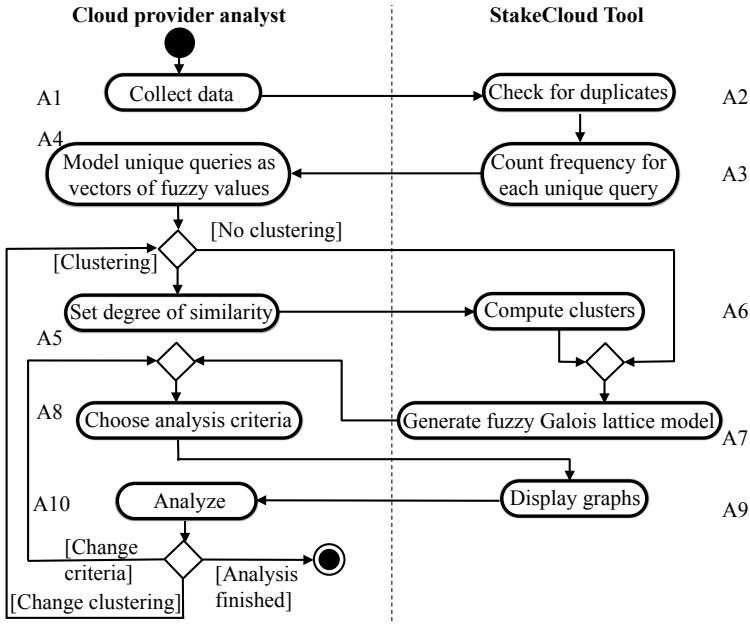 Cloud provider analyst
StakeCloud Tool
A1
Collect data
Check for duplicates
A2
A4
Model unique queries as
vectors of fuzzy values
Count frequency for
each unique query
A3
[No clustering]
[Clustering]
Set degree of similarity
Compute clusters
A6
A5
A8
Choose analysis criteria
Generate fuzzy Galois lattice model
A7
A10
Analyze
Display graphs
A9
[Change
criteria]
[Analysis
finished]
[Change clustering]